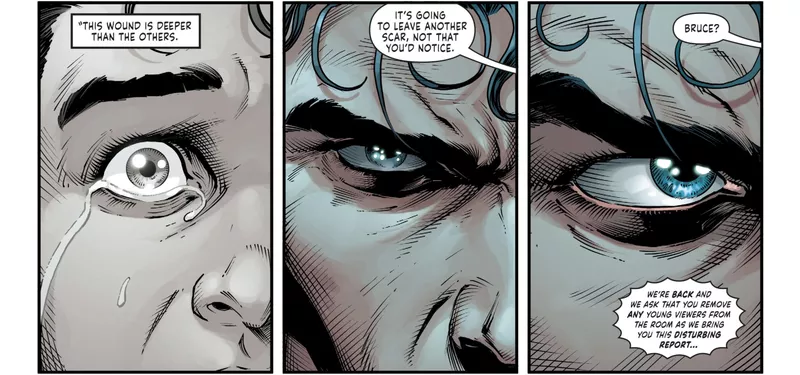 "THIS WOUND IS DEEPER
THAN THE OTHERS.
IT'S GOING
TO LEAVE ANOTHER
SCAR, NOT THAT
YOU'D NOTICE.
BRUCE?
WE'RE BACK AND
WE ASK THAT YOU REMOVE
ANY YOUNG VIEWERS FROM
THE ROOM AS WE BRING
YOU THIS DISTURBING
REPORT...